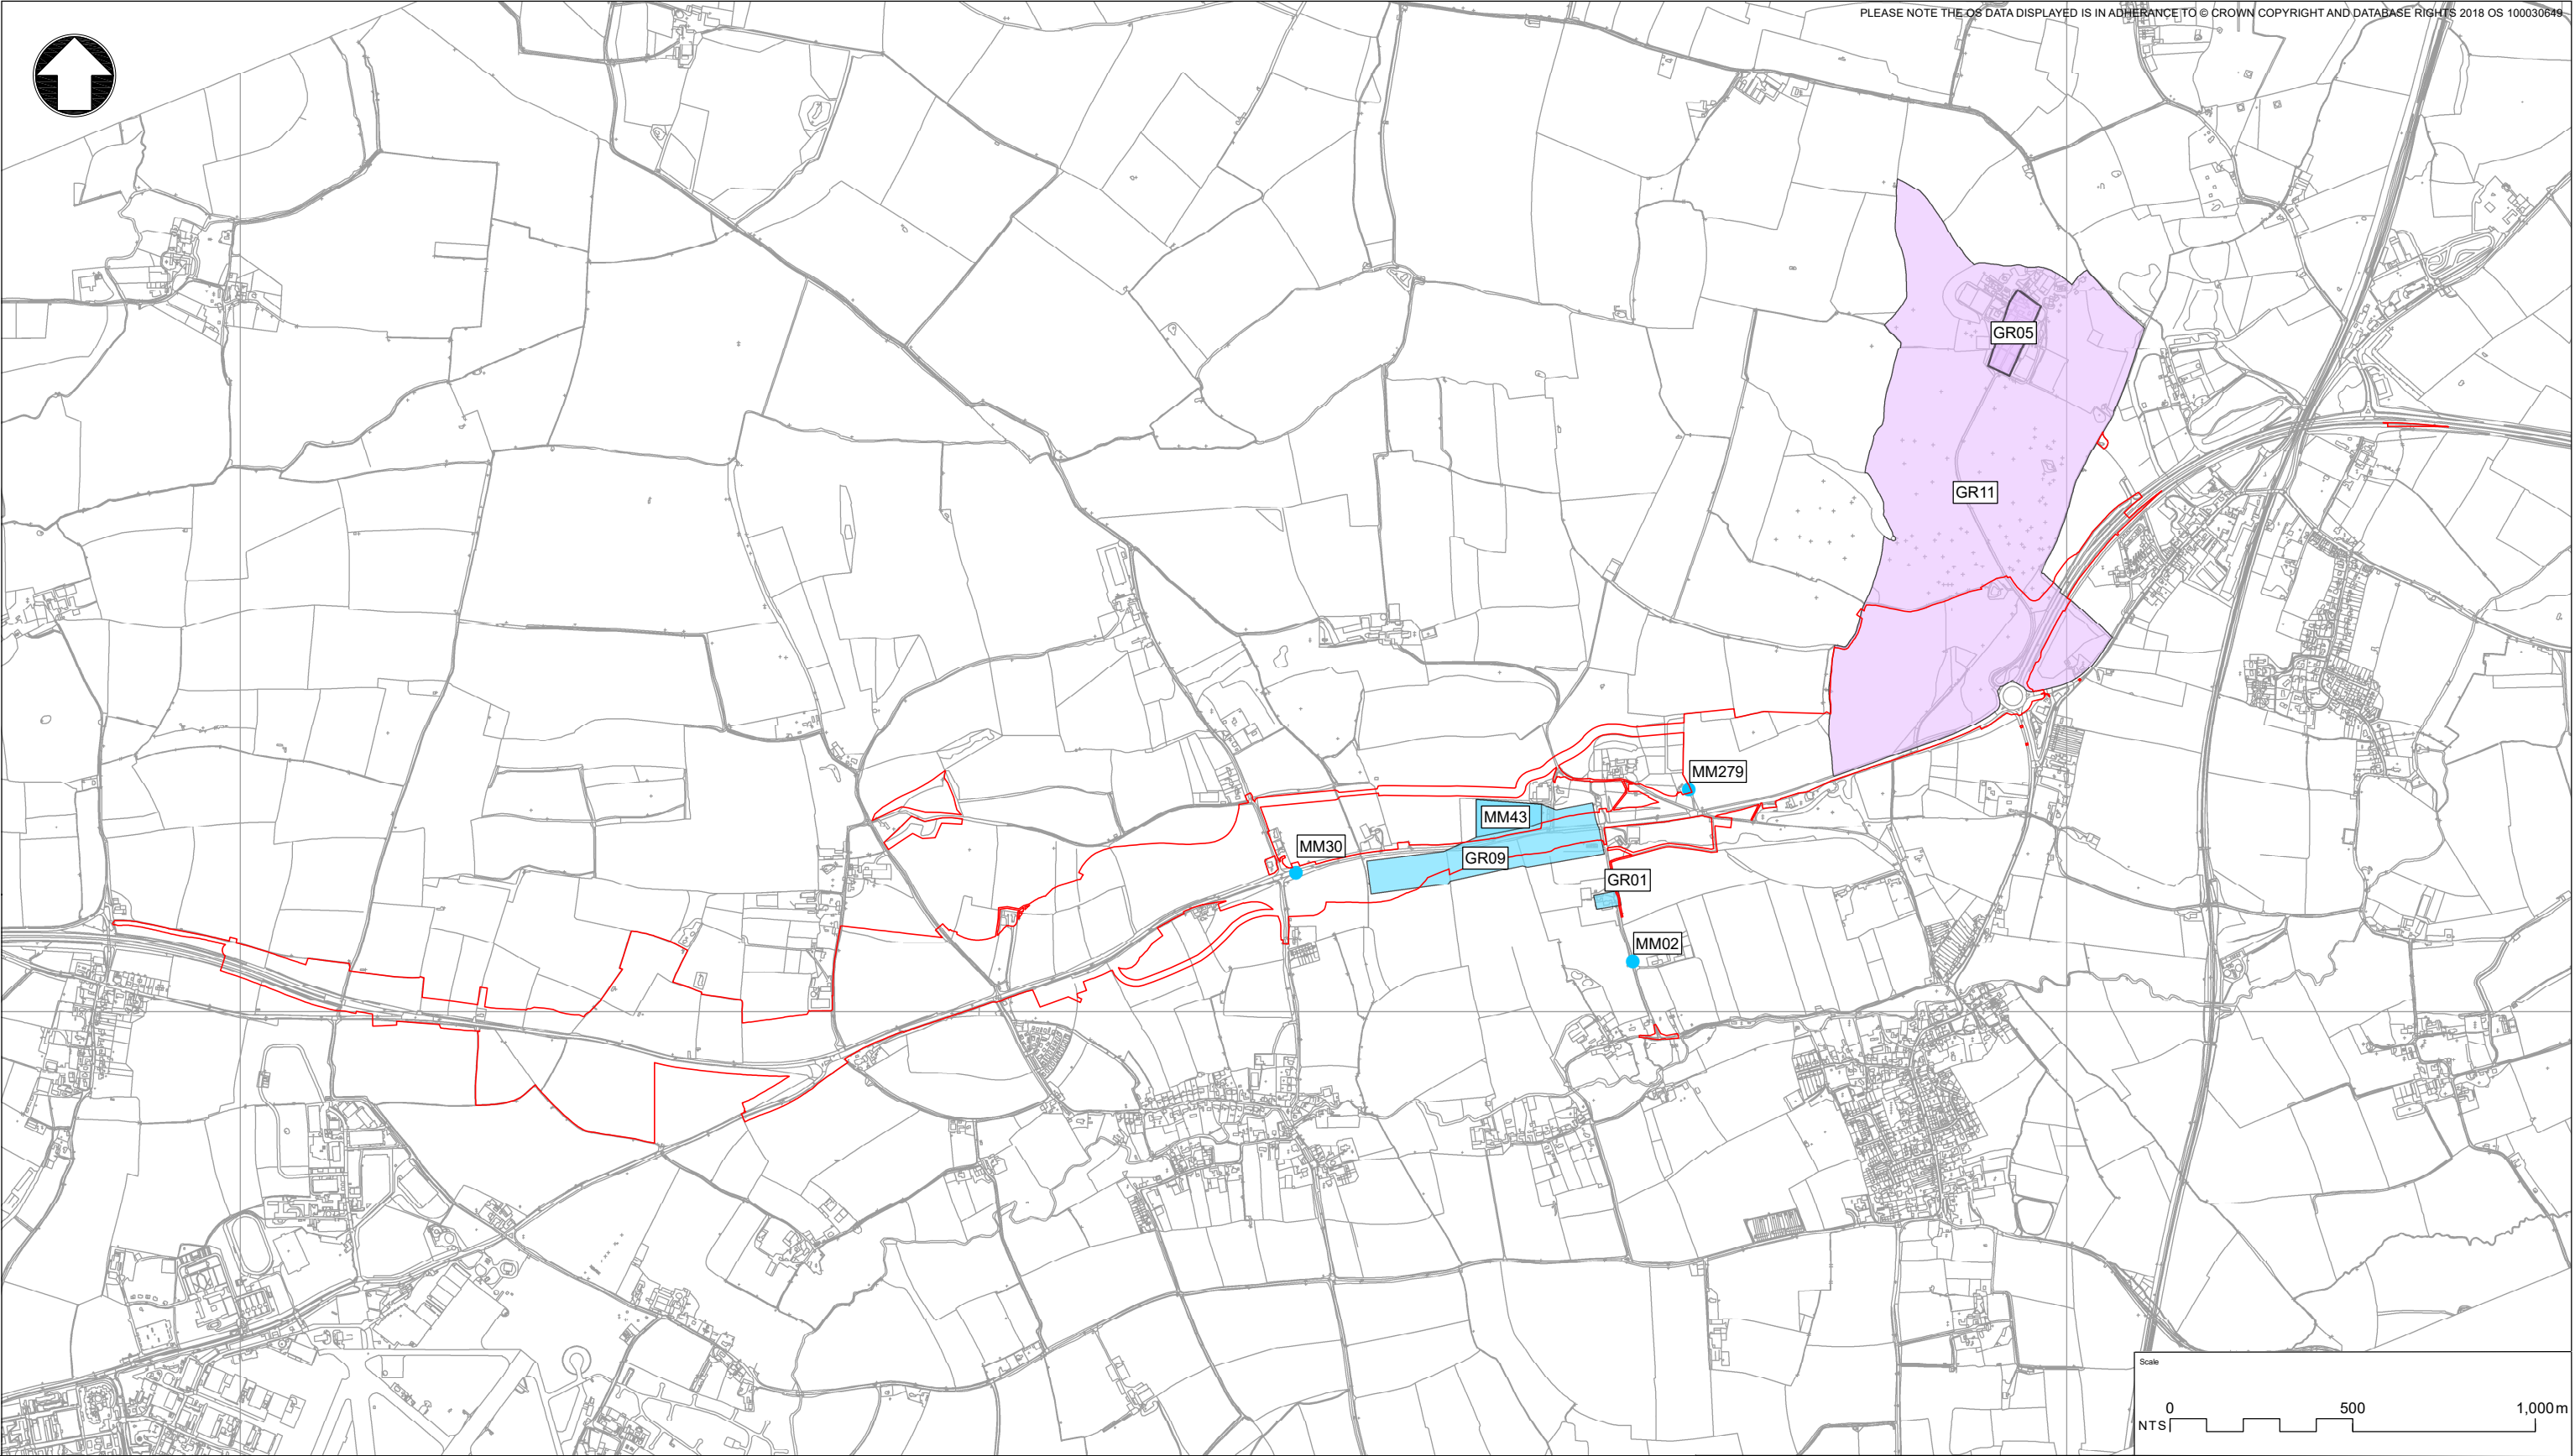 PLEASE NOTE THE OS DATA DISPLAYED IS IN ADHERANCE TO © CROWN COPYRIGHT AND DATABASE RIGHTS 2018 OS 100030649
GR05
GR11
MM279
MM43
MM30
GR09
GR01
MM02
Scale
0 500 1,000m
NTS